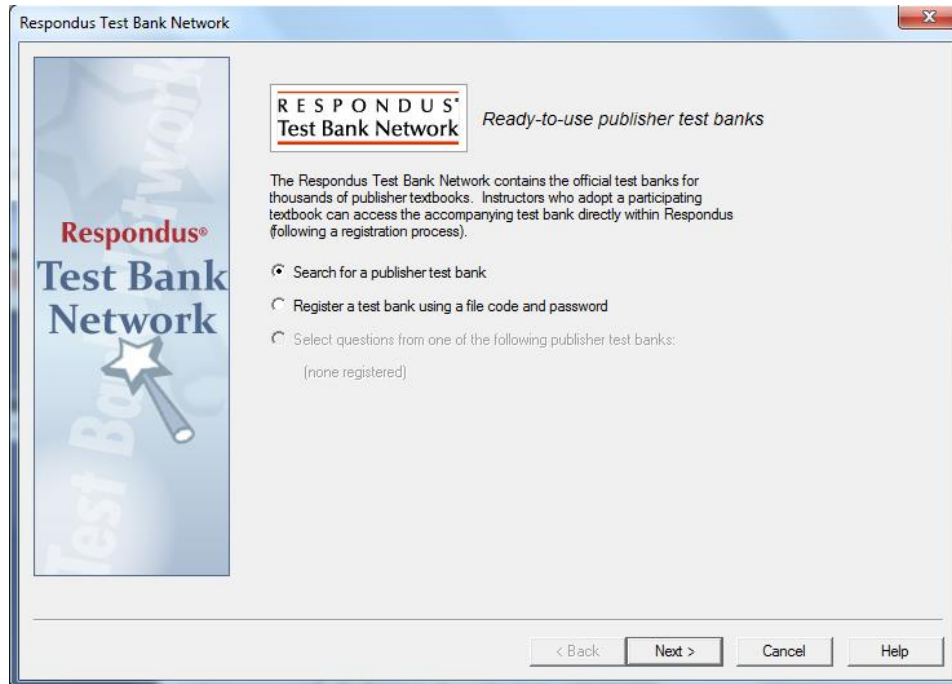 Respondus Test Bank Network
RESPONDUS®
Test Bank Network
Ready-to-use publisher test banks
The Respondus Test Bank Network contains the official test banks for
thousands of publisher textbooks. Instructors who adopt a participating
textbook can access the accompanying test bank directly within Respondus
(following a registration process).
Respondus®
Test Bank
Network
Test Bank Network
Search for a publisher test bank
Register a test bank using a file code and password
Select questions from one of the following publisher test banks:
(none registered)
< Back
Next >
Cancel
Help